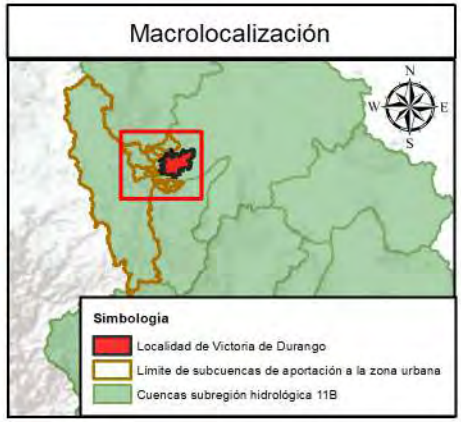 Macrolocalización
N
W
E
S
Simbología
Localidad de Victoria de Durango
Límite de subcuencas de aportación a la zona urbana
Cuencas subregión hidrológica 11B